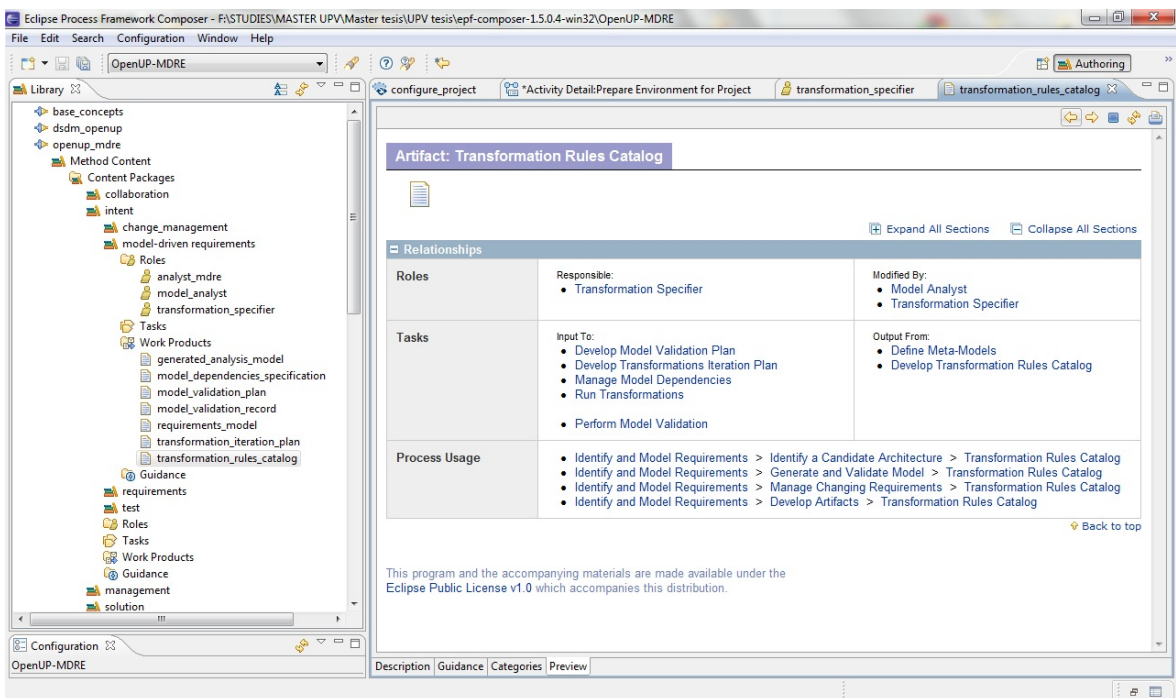 Eclipse Process Framework Composer - F:\STUDIES\MASTER UPV\Master tesis\UPV tesis\epf-composer-1.5.0.4-win32\OpenUP-MDRE
File Edit Search Configuration Window Help
OpenUP-MDRE
Authoring
Library
base_concepts
dsdm_openup
openup_mdre
Method Content
Content Packages
collaboration
intent
change_management
model-driven requirements
Roles
analyst_mdre
model_analyst
transformation_specifier
Tasks
Work Products
generated_analysis_model
model_dependencies_specification
model_validation_plan
model_validation_record
requirements_model
transformation_iteration_plan
transformation_rules_catalog
Guidance
requirements
test
Roles
Tasks
Work Products
Guidance
management
solution
Configuration
OpenUP-MDRE
configure_project *Activity Detail:Prepare Environment for Project transformation_specifier transformation_rules_catalog
Artifact: Transformation Rules Catalog
Expand All Sections Collapse All Sections
Relationships
Roles
Responsible:
Transformation Specifier
Modified By:
Model Analyst
Transformation Specifier
Tasks
Input To:
Develop Model Validation Plan
Develop Transformations Iteration Plan
Manage Model Dependencies
Run Transformations
Perform Model Validation
Output From:
Define Meta-Models
Develop Transformation Rules Catalog
Process Usage
Identify and Model Requirements > Identify a Candidate Architecture > Transformation Rules Catalog
Identify and Model Requirements > Generate and Validate Model > Transformation Rules Catalog
Identify and Model Requirements > Manage Changing Requirements > Transformation Rules Catalog
Identify and Model Requirements > Develop Artifacts > Transformation Rules Catalog
Back to top
This program and the accompanying materials are made available under the
Eclipse Public License v1.0 which accompanies this distribution.
Description Guidance Categories Preview